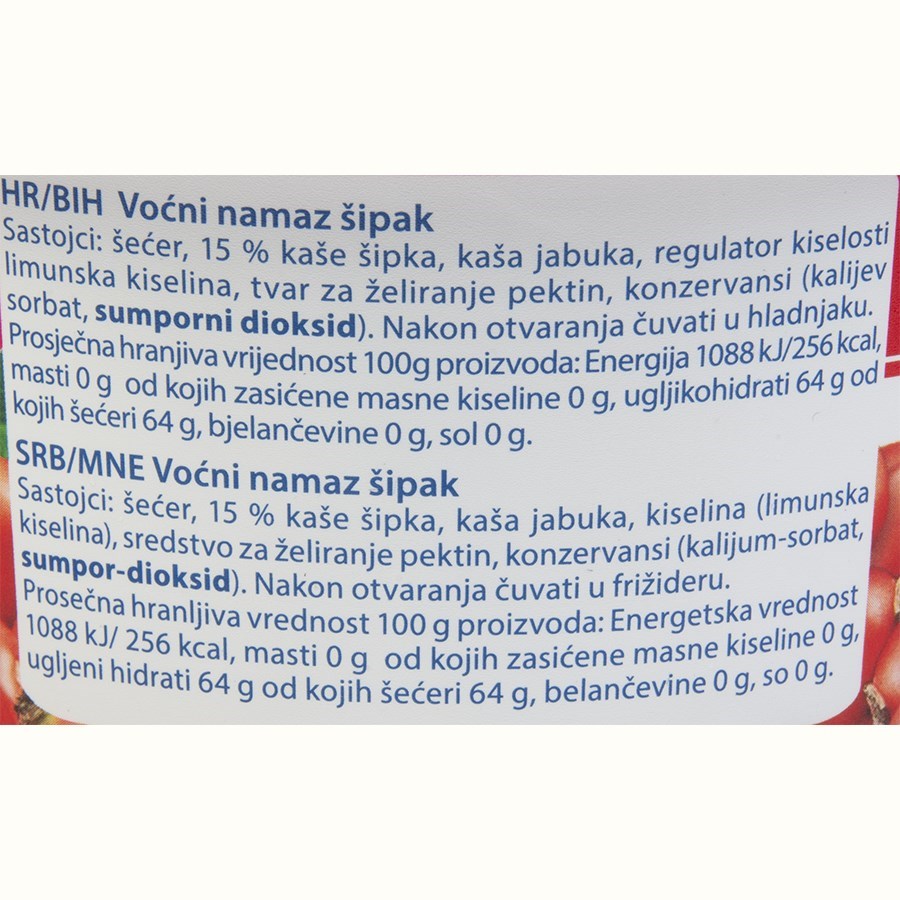 HR/BIH Voćni namaz šipak
Sastojci: šećer, 15 % kaše šipka, kaša jabuka, regulator kiselosti
limunska kiselina, tvar za želiranje pektin, konzervansi (kalijev
sorbat, sumporni dioksid). Nakon otvaranja čuvati u hladnjaku.
Prosječna hranjiva vrijednost 100g proizvoda: Energija 1088 kJ/256 kcal,
masti 0 g od kojih zasićene masne kiseline 0 g, ugljikohidrati 64 g od
kojih šećeri 64 g, bjelančevine 0 g, sol 0 g.
SRB/MNE Voćni namaz šipak
Sastojci: šećer, 15 % kaše šipka, kaša jabuka, kiselina (limunska
kiselina), sredstvo za želiranje pektin, konzervansi (kalijum-sorbat,
sumpor-dioksid). Nakon otvaranja čuvati u frižideru.
Prosečna hranljiva vrednost 100 g proizvoda: Energetska vrednost
1088 kJ/ 256 kcal, masti 0 g od kojih zasićene masne kiseline 0 g,
ugljeni hidrati 64 g od kojih šećeri 64 g, belančevine 0 g, so 0 g.